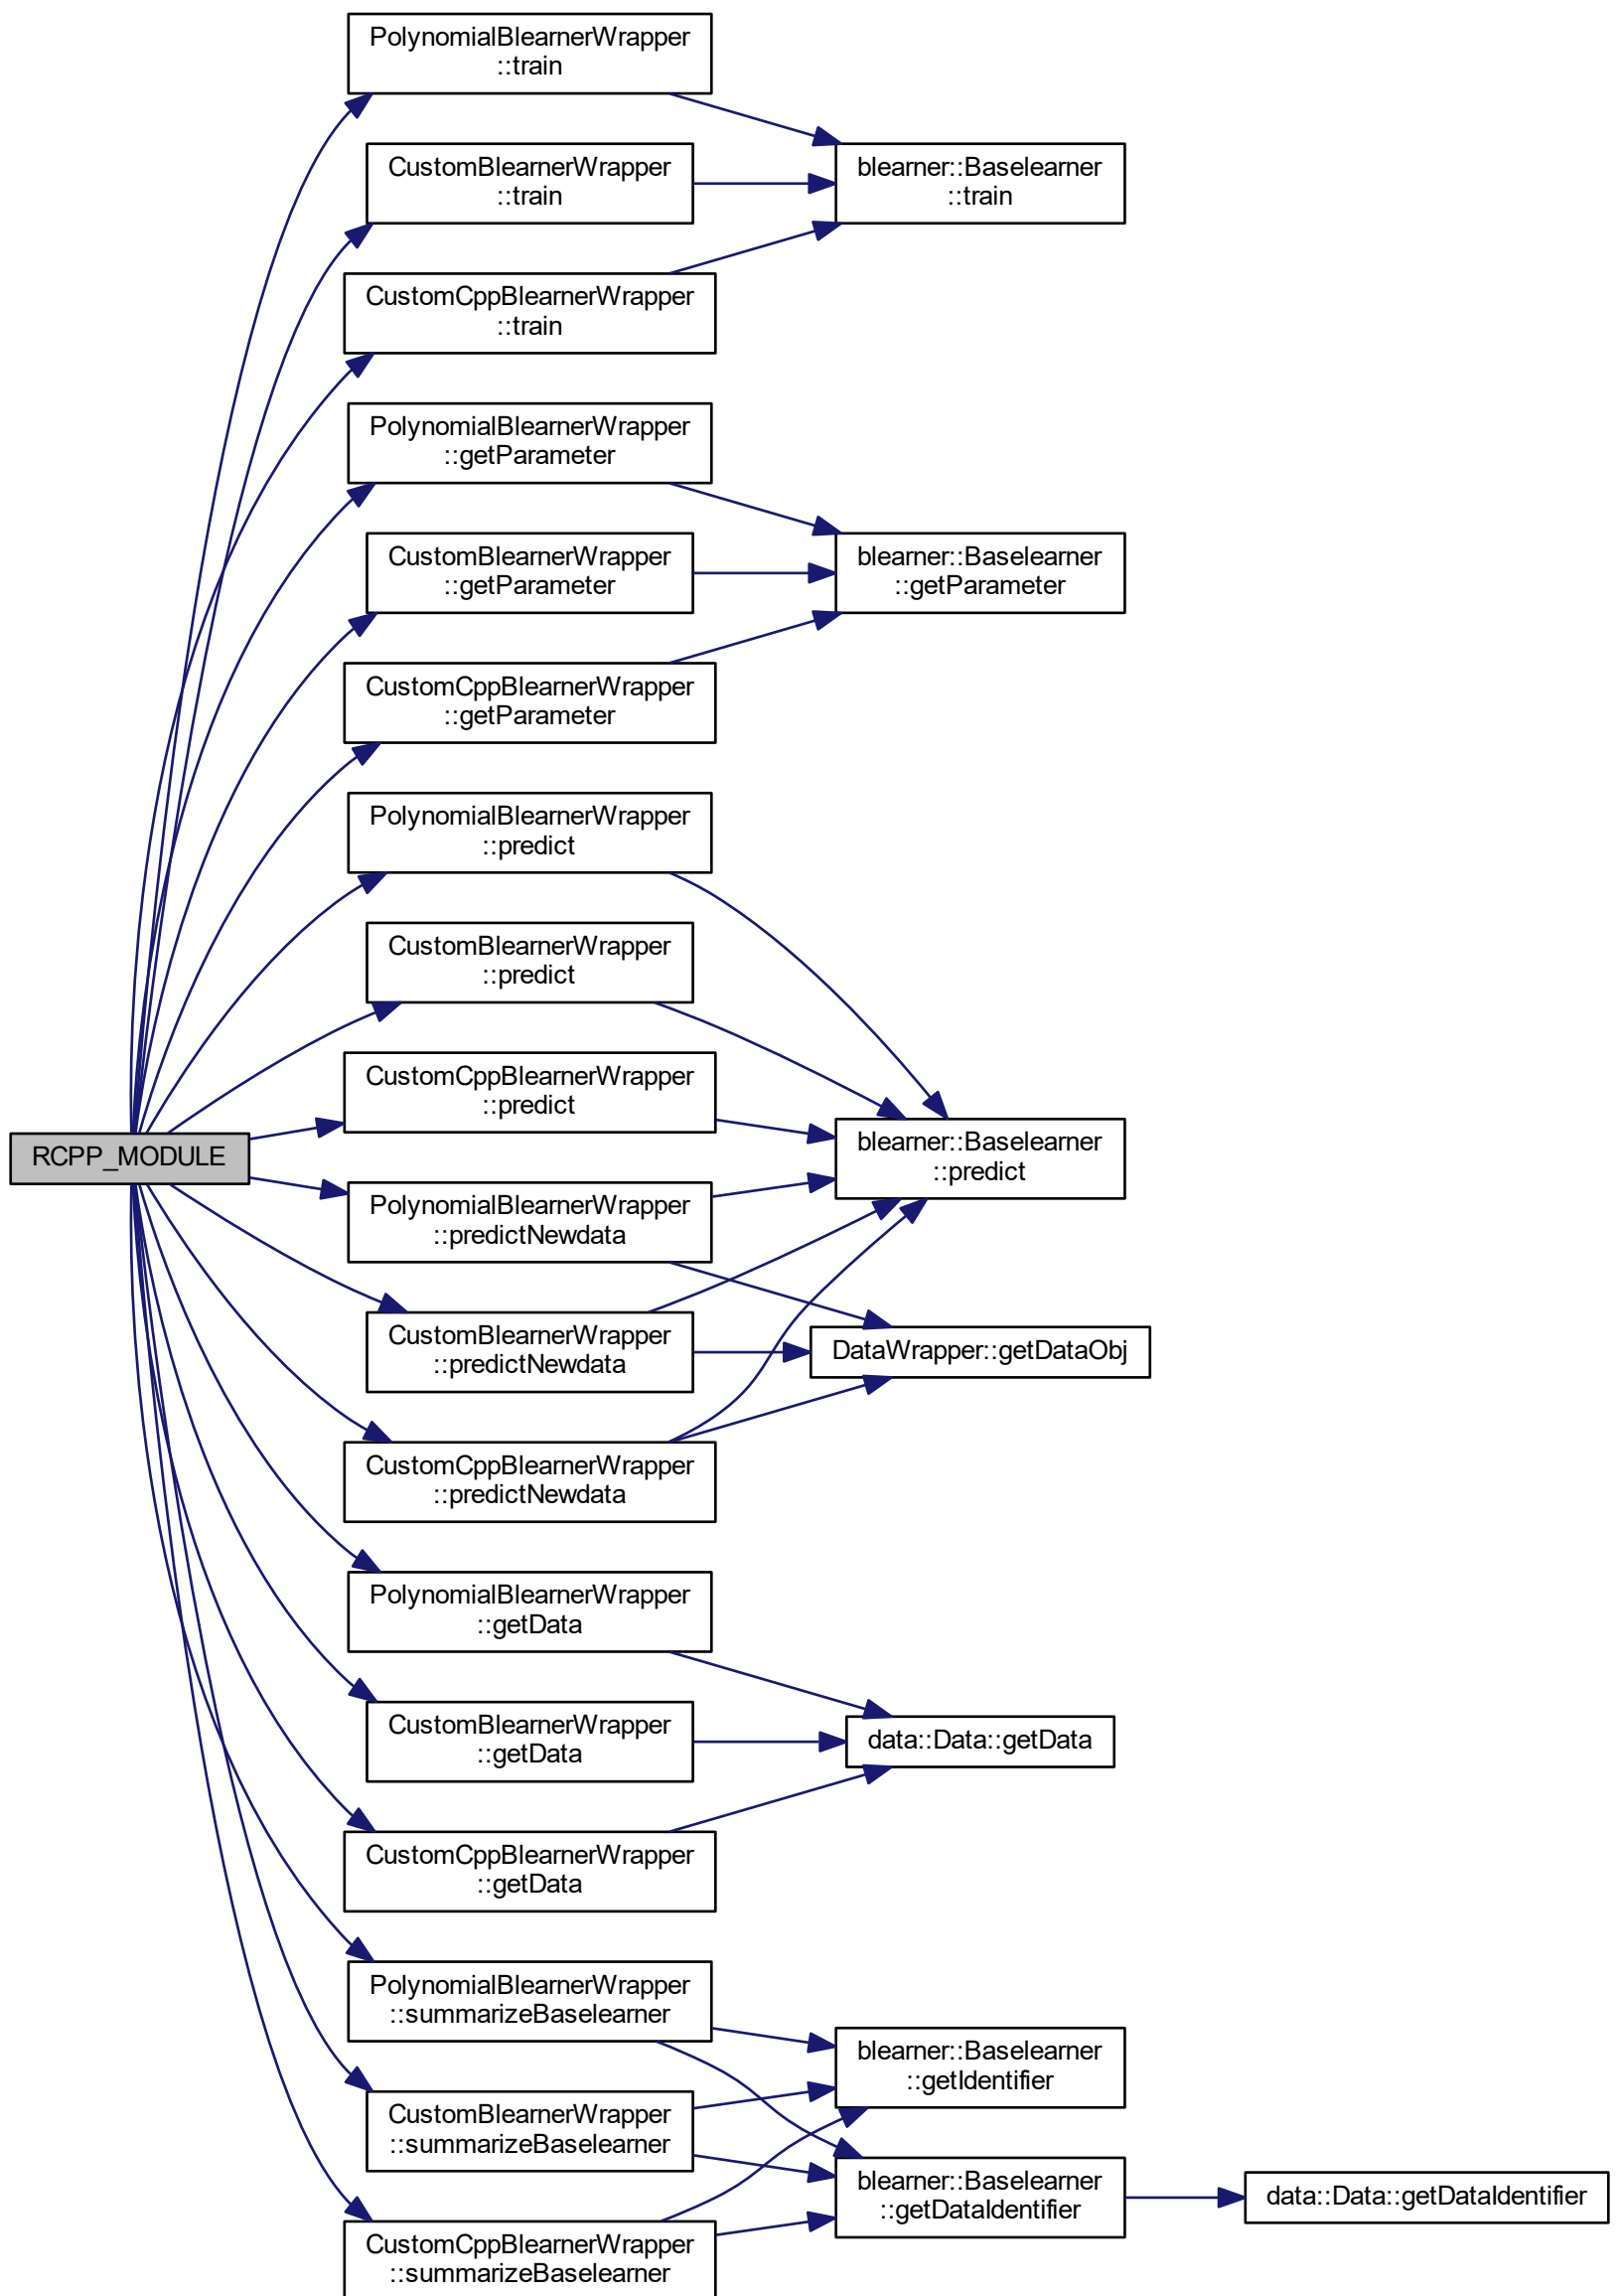 PolynomialBlearnerWrapper
::train
CustomBlearnerWrapper
::train
blearner::Baselearner
::train
CustomCppBlearnerWrapper
::train
PolynomialBlearnerWrapper
::getParameter
CustomBlearnerWrapper
::getParameter
blearner::Baselearner
::getParameter
CustomCppBlearnerWrapper
::getParameter
PolynomialBlearnerWrapper
::predict
CustomBlearnerWrapper
::predict
CustomCppBlearnerWrapper
::predict
RCPP_MODULE
blearner::Baselearner
::predict
PolynomialBlearnerWrapper
::predictNewdata
CustomBlearnerWrapper
::predictNewdata
DataWrapper::getDataObj
CustomCppBlearnerWrapper
::predictNewdata
PolynomialBlearnerWrapper
::getData
CustomBlearnerWrapper
::getData
data::Data::getData
CustomCppBlearnerWrapper
::getData
PolynomialBlearnerWrapper
::summarizeBaselearner
blearner::Baselearner
::getIdentifier
CustomBlearnerWrapper
::summarizeBaselearner
blearner::Baselearner
::getDataIdentifier
data::Data::getDataIdentifier
CustomCppBlearnerWrapper
::summarizeBaselearner